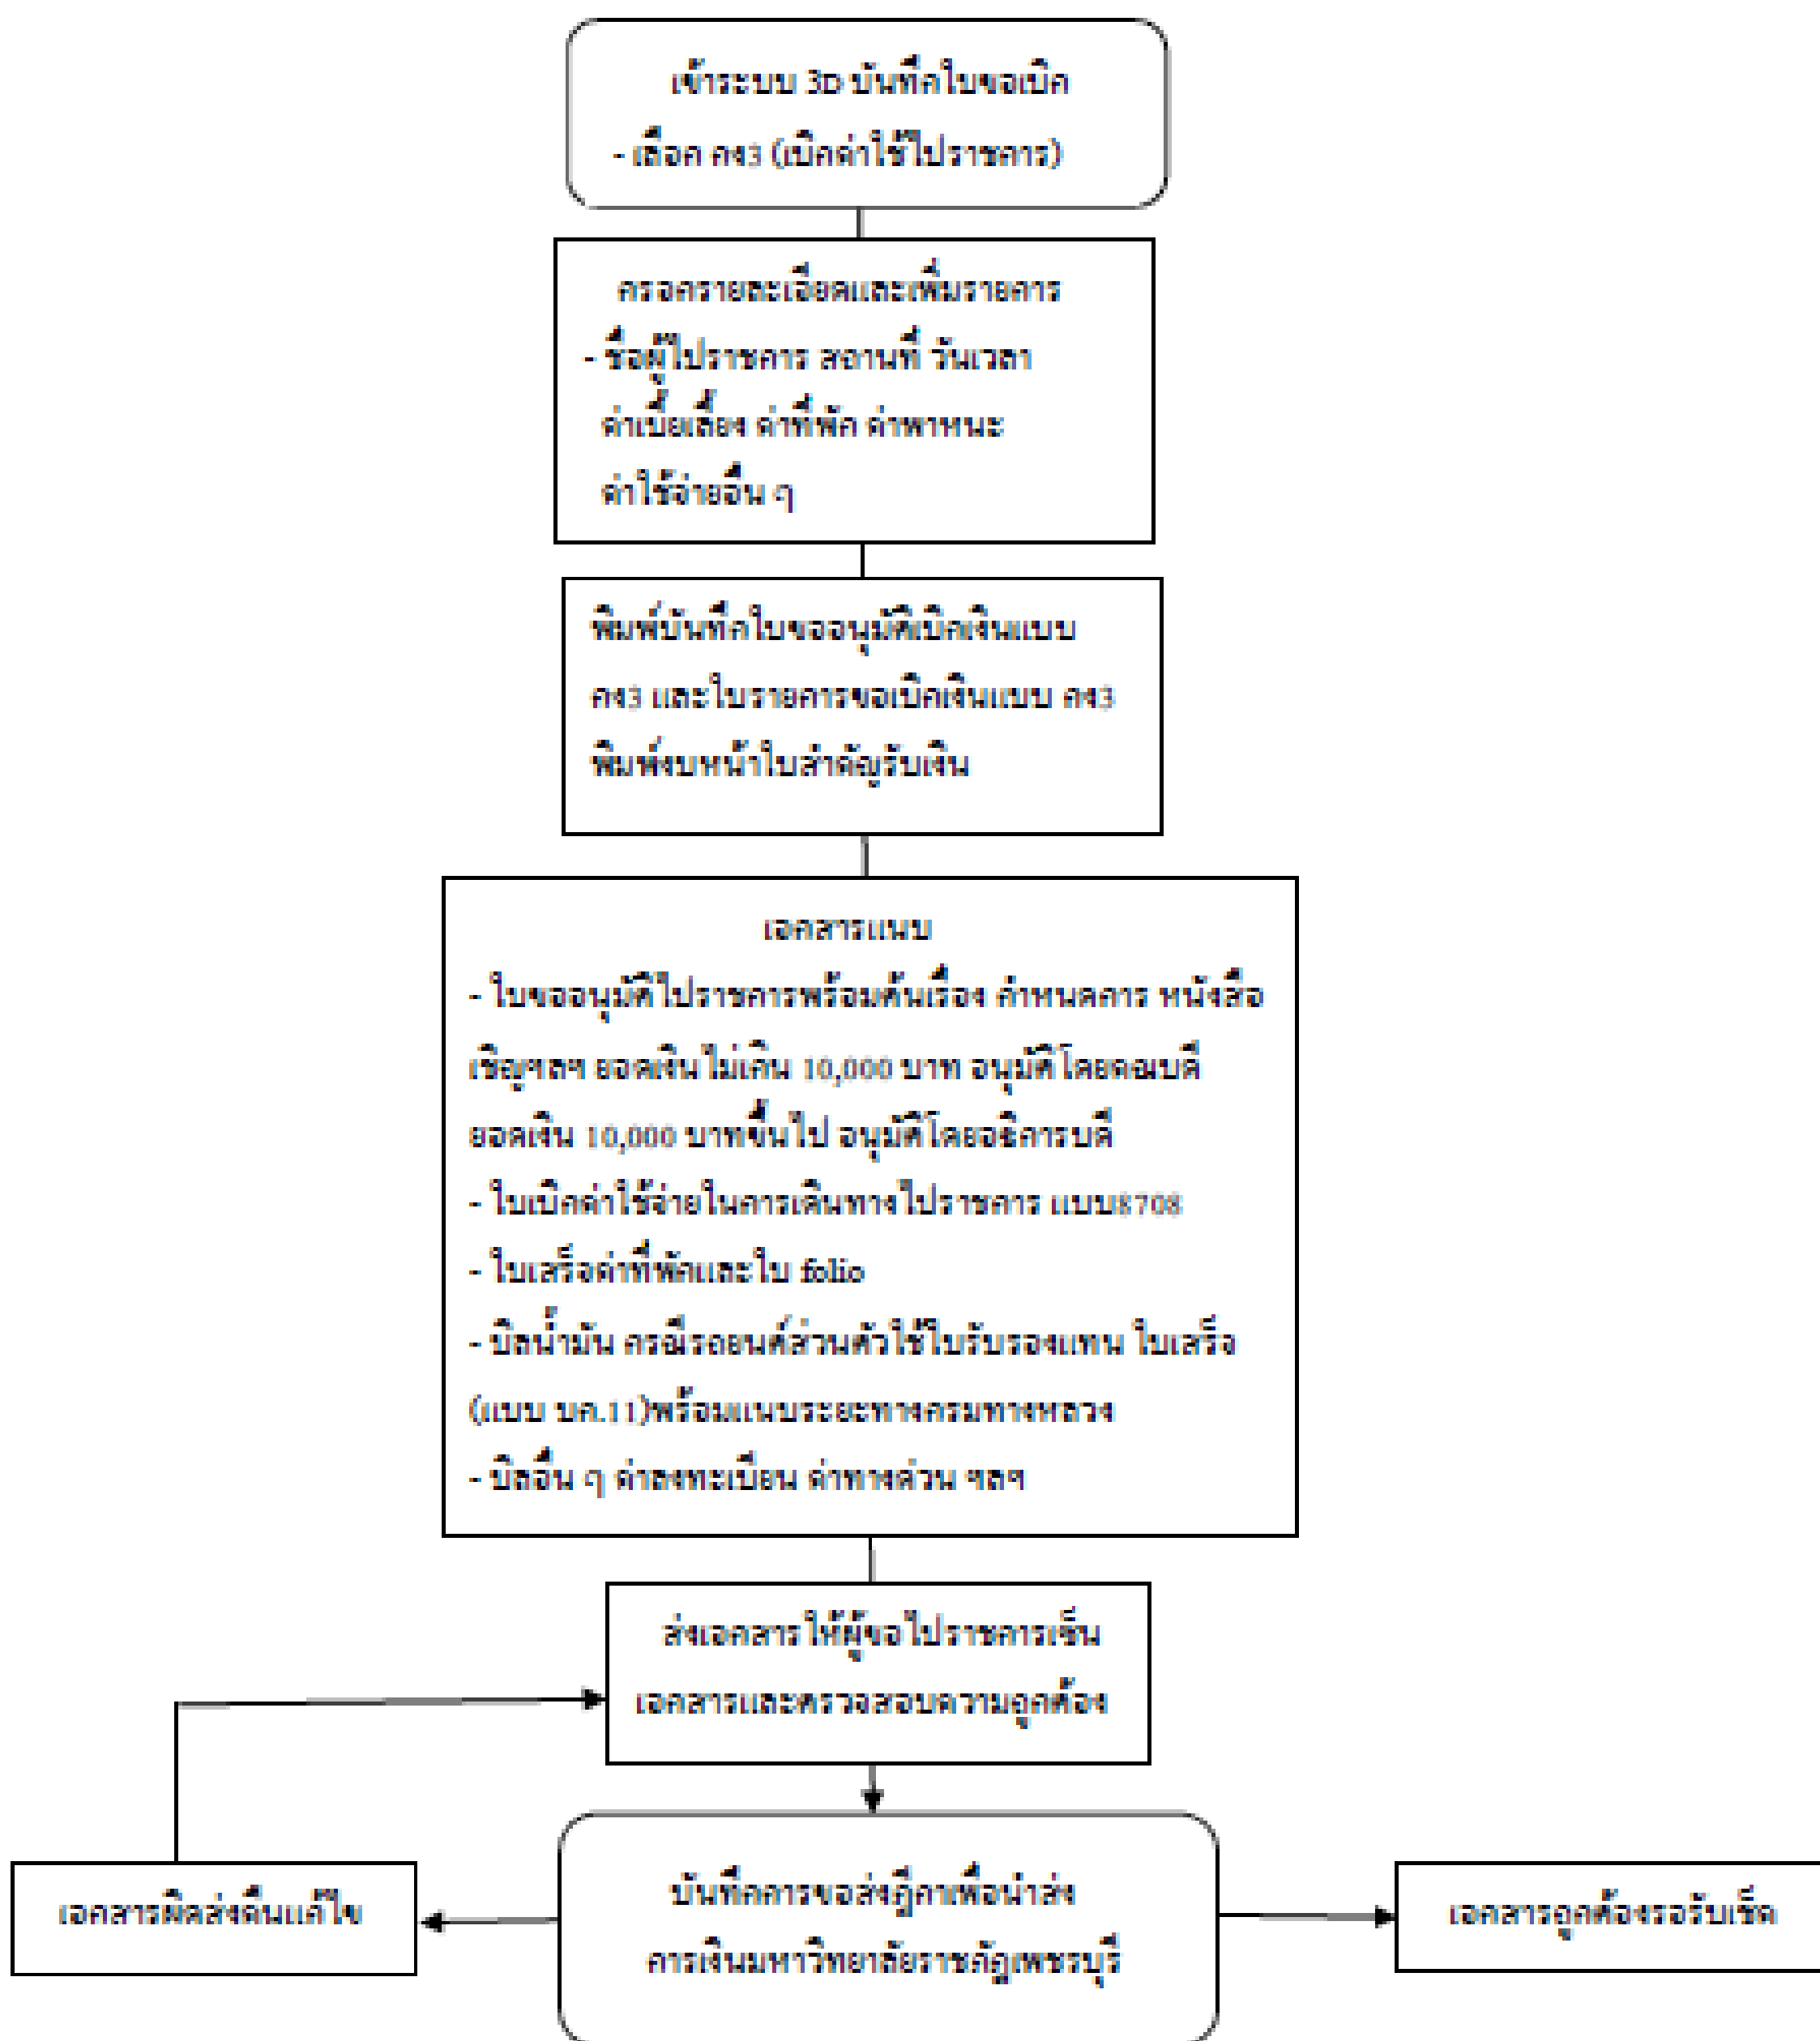 เข้าระบบ 3D บันทึกใบขอเบิก
- เลือก กง3 (เบิกค่าใช้ไปราชการ)
กรอกรายละเอียดและเพิ่มรายการ
- ชื่อผู้ไปราชการ สถานที่ วันเวลา
ค่าเบี้ยเลี้ยง ค่าที่พัก ค่าพาหนะ
ค่าใช้จ่ายอื่น ๆ
พิมพ์บันทึกใบขออนุมัติเบิกเงินแบบ
กง3 และใบรายการขอเบิกเงินแบบ กง3
พิมพ์งบหน้าใบสำคัญรับเงิน
เอกสารแนบ
- ใบขออนุมัติไปราชการพร้อมต้นเรื่อง กำหนดการ หนังสือ
เชิญฯลฯ ยอดเงินไม่เกิน 10,000 บาท อนุมัติโดยคณบดี
ยอดเงิน 10,000 บาทขึ้นไป อนุมัติโดยอธิการบดี
- ใบเบิกค่าใช้จ่ายในการเดินทางไปราชการ แบบ8708
- ใบเสร็จค่าที่พักและใบ folio
- บิลน้ำมัน กรณีรถยนต์ส่วนตัวใช้ใบรับรองแทน ใบเสร็จ
(แบบ บก.11)พร้อมแนบระยะทางกรมทางหลวง
- บิลอื่น ๆ ค่าลงทะเบียน ค่าทางด่วน ฯลฯ
ส่งเอกสารให้ผู้ขอไปราชการเซ็น
เอกสารและตรวจสอบความถูกต้อง
บันทึกการขอส่งฎีกาเพื่อนำส่ง
การเงินมหาวิทยาลัยราชภัฏเพชรบุรี
เอกสารผิดส่งคืนแก้ไข
เอกสารถูกต้องรอรับเช็ค